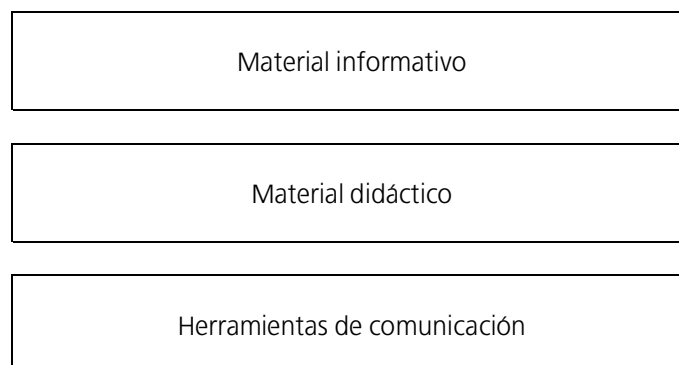 Material informativo
Material didáctico
Herramientas de comunicación